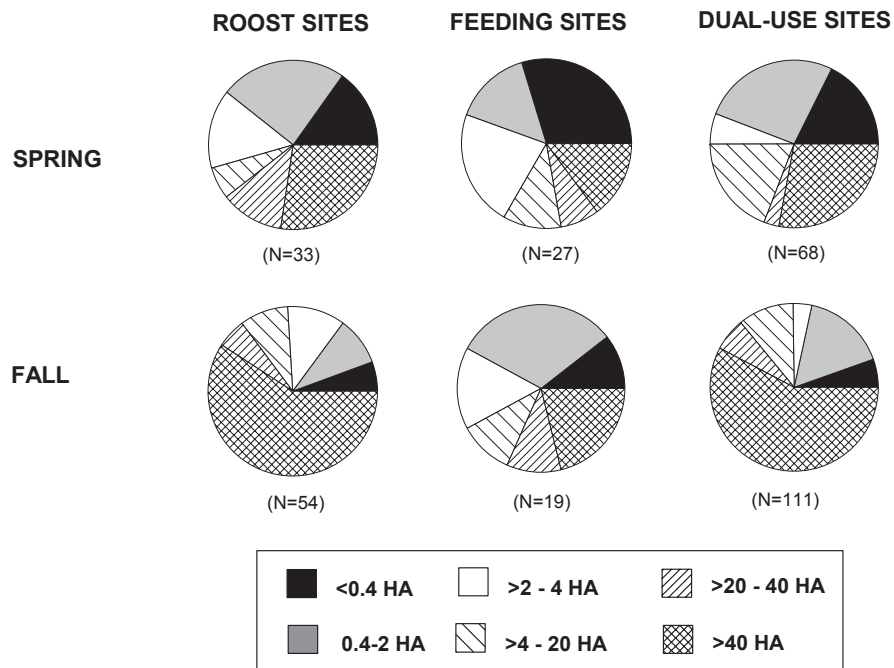 ROOST SITES FEEDING SITES DUAL-USE SITES
SPRING
(N=33) (N=27) (N=68)
FALL
(N=54) (N=19) (N=111)
<0.4 HA >2 - 4 HA >20 - 40 HA
0.4-2 HA >4 - 20 HA >40 HA